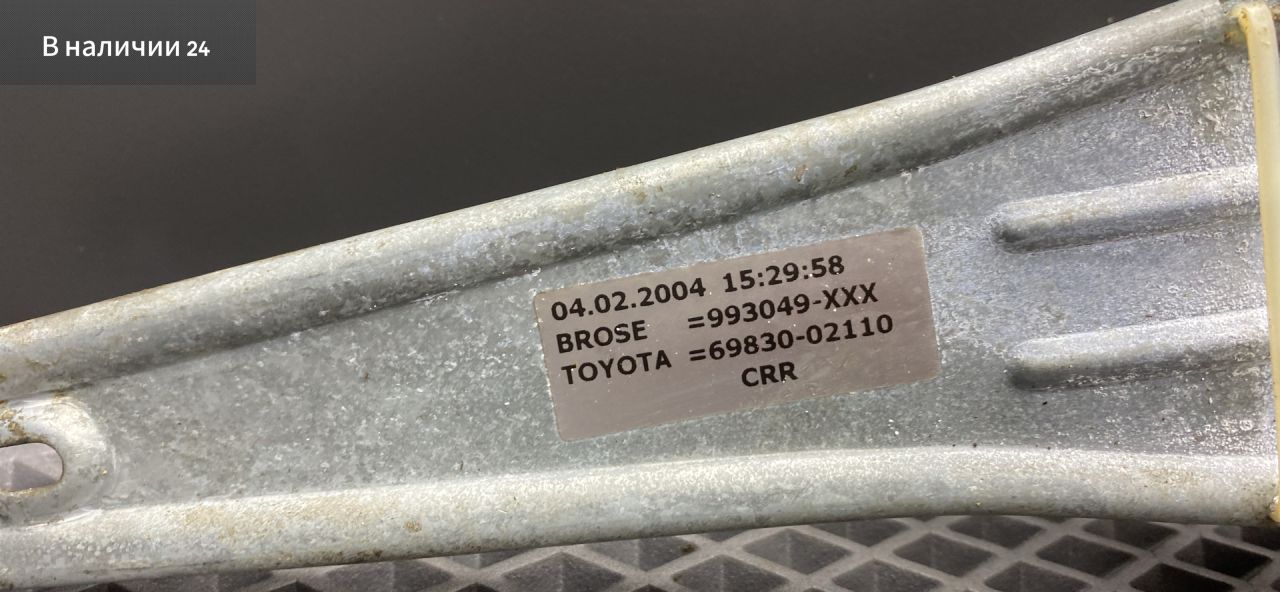 В наличии 24
04.02.2004 15:29:58
BROSE =993049-XXX
TOYOTA =69830-02110
CRR